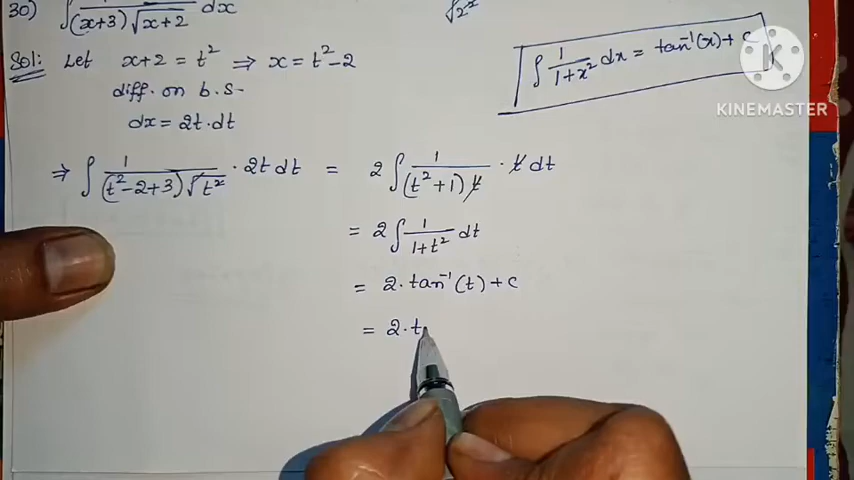 30) ∫ 1/((x+3)√(x+2)) dx
∫ 1/(1+x²) dx = tan⁻¹(x) + c
KINEMASTER
Sol: Let x+2 = t² ⇒ x = t²-2
diff. on b.s-
dx = 2t.dt
⇒ ∫ 1/((t²-2+3)√t²) · 2t dt = 2 ∫ 1/((t²+1)t) · t dt
= 2 ∫ 1/(1+t²) dt
= 2·tan⁻¹(t) + c
= 2·t